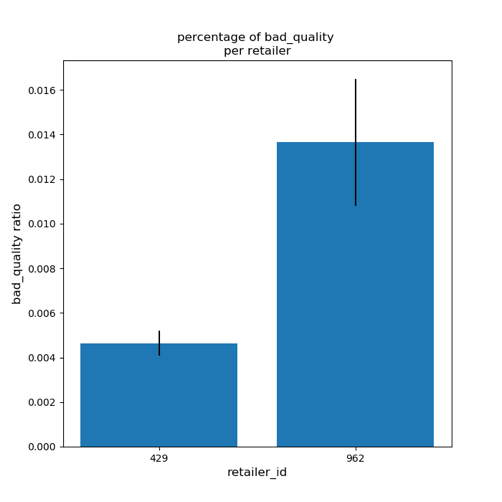 percentage of bad_quality
per retailer
0.016
0.014
0.012
0.010
0.008
0.006
0.004
0.002
0.000
bad_quality ratio
429
962
retailer_id